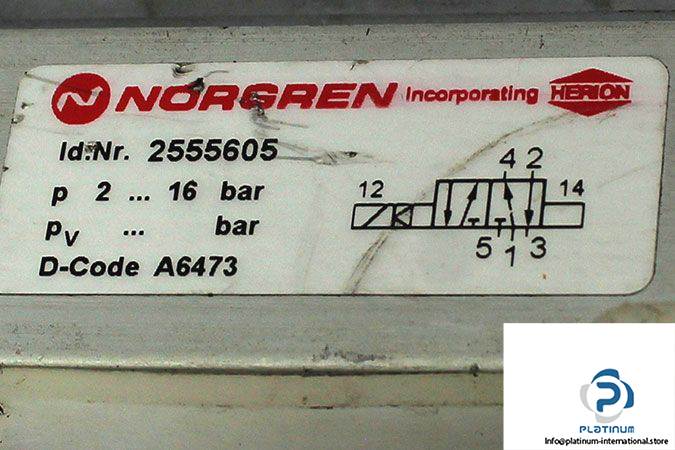 NORGREN incorporating HERION
Id.Nr. 2555605
p 2 ... 16 bar
pV ... bar
D-Code A6473
4 2
12 14
5 1 3
PLATINUM
Info@platinum-international.store